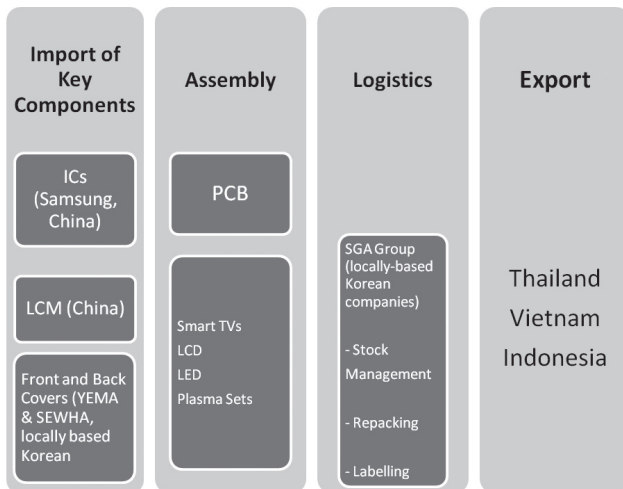 Import of
Key
Components
ICs
(Samsung,
China)
LCM (China)
Front and Back
Covers (YEMA
& SEWHA,
locally based
Korean
Assembly
PCB
Smart TVs
LCD
LED
Plasma Sets
Logistics
SGA Group
(locally-based
Korean
companies)
- Stock
Management
- Repacking
- Labelling
Export
Thailand
Vietnam
Indonesia